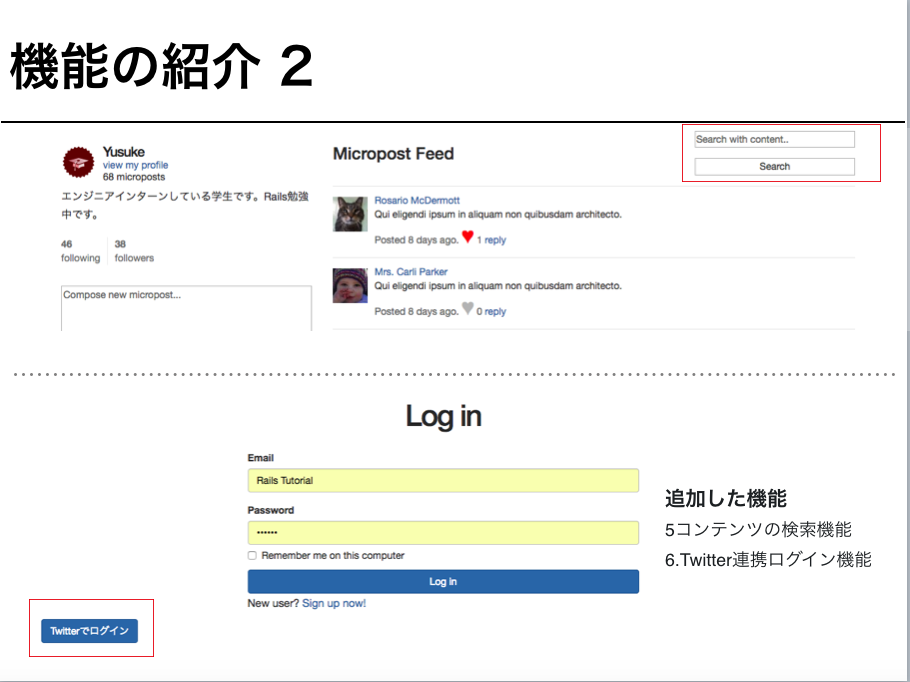 機能の紹介 2
Yusuke
view my profile
68 microposts
エンジニアインターンしている学生です。Rails勉強
中です。
46
following
38
followers
Compose new micropost...
Micropost Feed
Search with content..
Search
Rosario McDermott
Qui eligendi ipsum in aliquam non quibusdam architecto.
Posted 8 days ago. 1 reply
Mrs. Carli Parker
Qui eligendi ipsum in aliquam non quibusdam architecto.
Posted 8 days ago. 0 reply
Log in
Email
Rails Tutorial
Password
••••••
Remember me on this computer
Log in
New user? Sign up now!
追加した機能
5コンテンツの検索機能
6.Twitter連携ログイン機能
Twitterでログイン